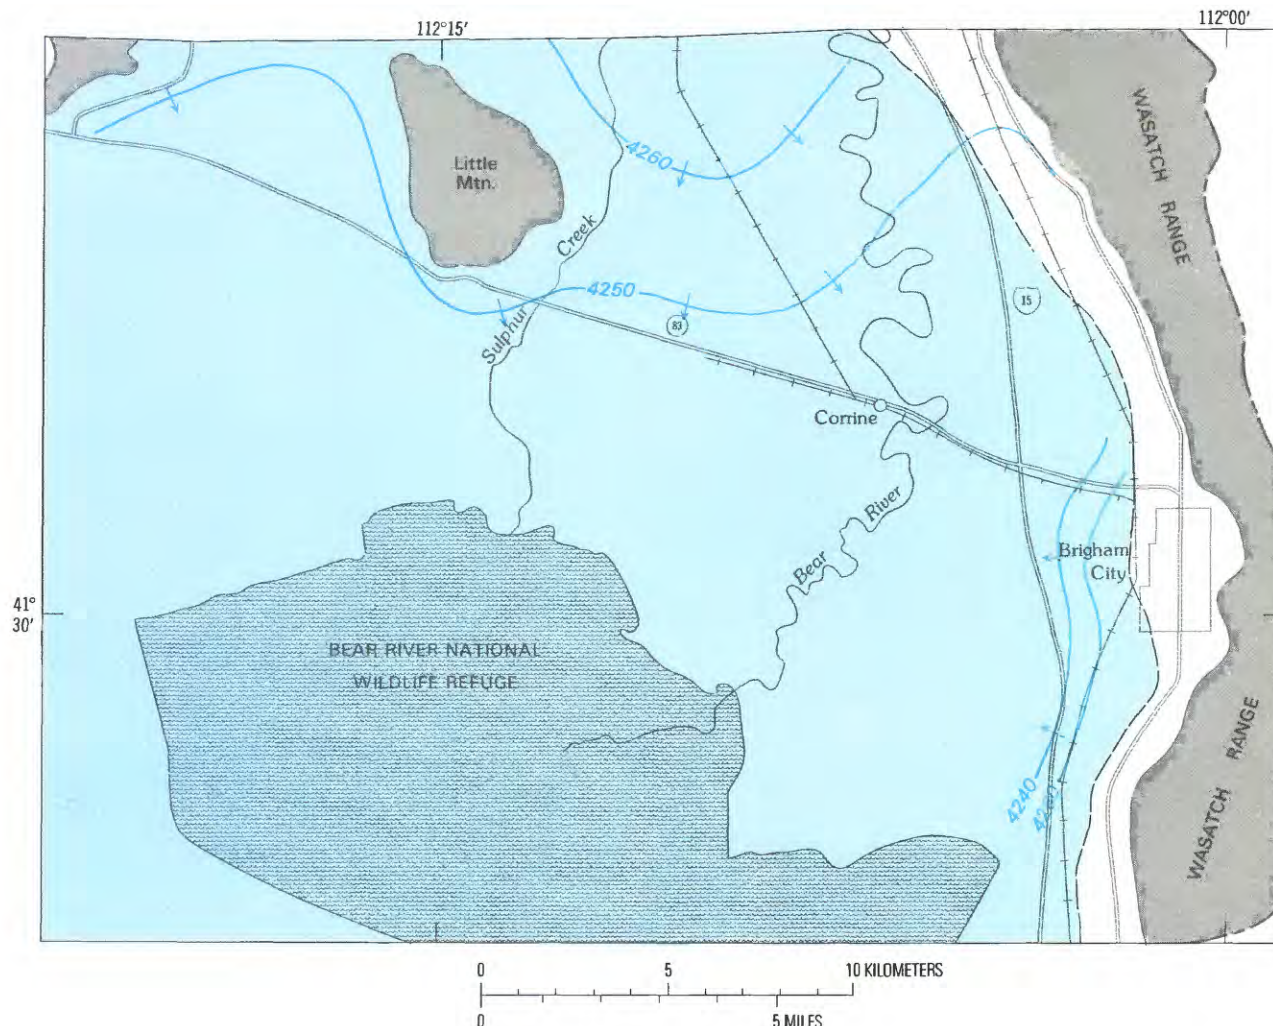 112°15'
112°00'
WASATCH RANGE
Little
Mtn.
4260
Creek
4250
Sulphur
83
15
Corrine
River
Bear
Brigham
City
41°
30'
BEAR RIVER NATIONAL
WILDLIFE REFUGE
4240
WASATCH RANGE
0 5 10 KILOMETERS
0 5 MILES